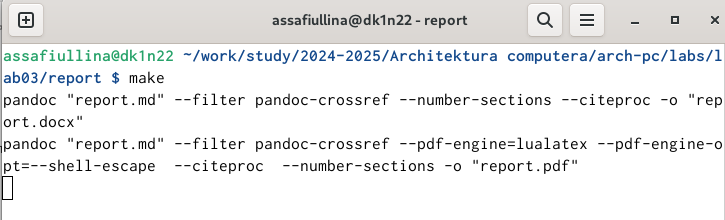 assafiullina@dk1n22 - report
assafiullina@dk1n22 ~/work/study/2024-2025/Architektura computera/arch-pc/labs/l
ab03/report $ make
pandoc "report.md" --filter pandoc-crossref --number-sections --citeproc -o "rep
ort.docx"
pandoc "report.md" --filter pandoc-crossref --pdf-engine=lualatex --pdf-engine-o
pt=--shell-escape  --citeproc  --number-sections -o "report.pdf"